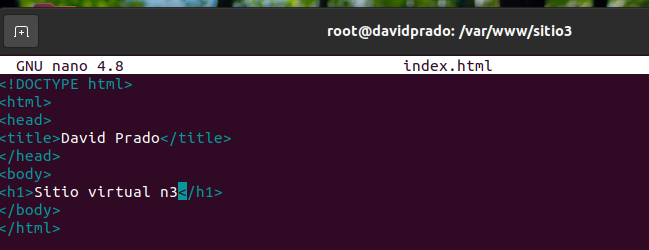 root@davidprado: /var/www/sitio3
GNU nano 4.8 index.html
<!DOCTYPE html>
<html>
<head>
<title>David Prado</title>
</head>
<body>
<h1>Sitio virtual n3</h1>
</body>
</html>